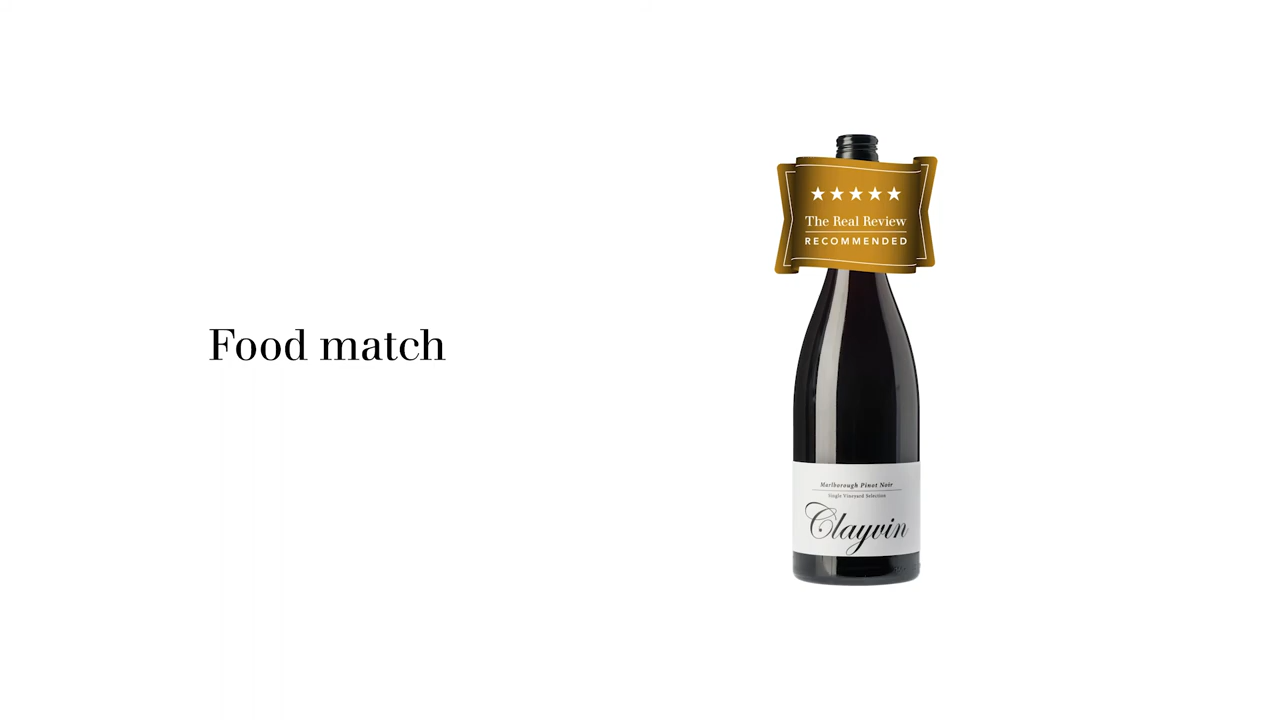 Food match
The Real Review
RECOMMENDED
Marlborough Pinot Noir
Single Vineyard Selection
Clayvin